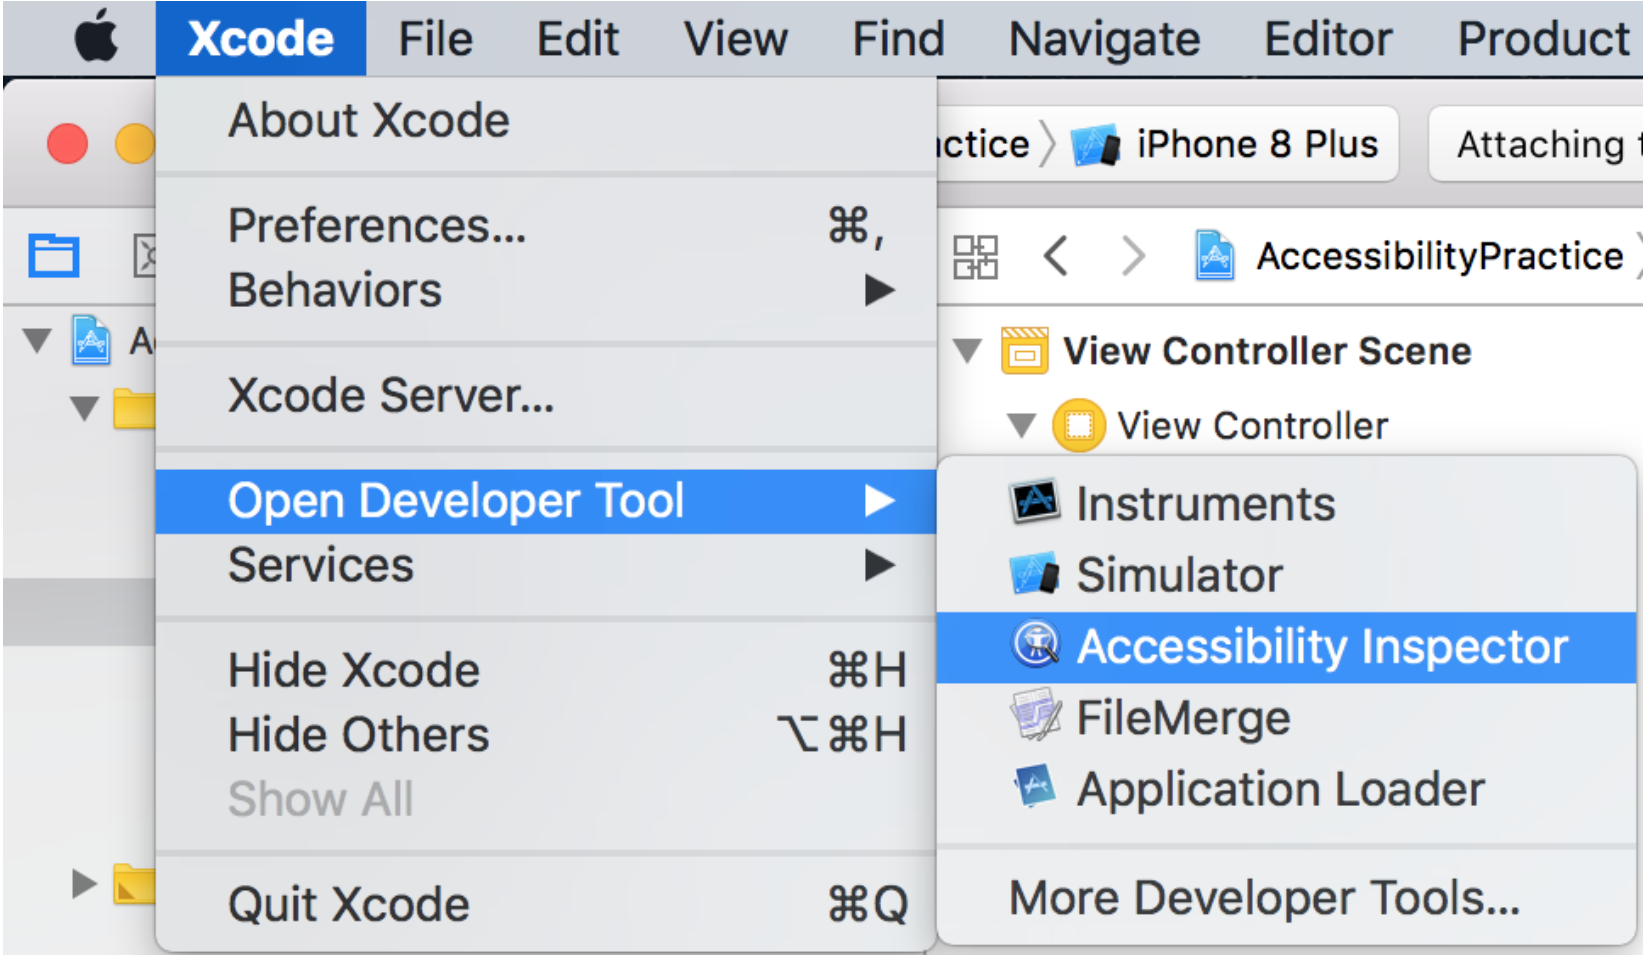 Xcode File Edit View Find Navigate Editor Product
About Xcode
Preferences... ⌘,
Behaviors ▶
Xcode Server...
Open Developer Tool ▶
Services ▶
Hide Xcode ⌘H
Hide Others ⌥⌘H
Show All
Quit Xcode ⌘Q
ctice 〉 iPhone 8 Plus
Attaching t
AccessibilityPractice
A
View Controller Scene
View Controller
Instruments
Simulator
Accessibility Inspector
FileMerge
Application Loader
More Developer Tools...